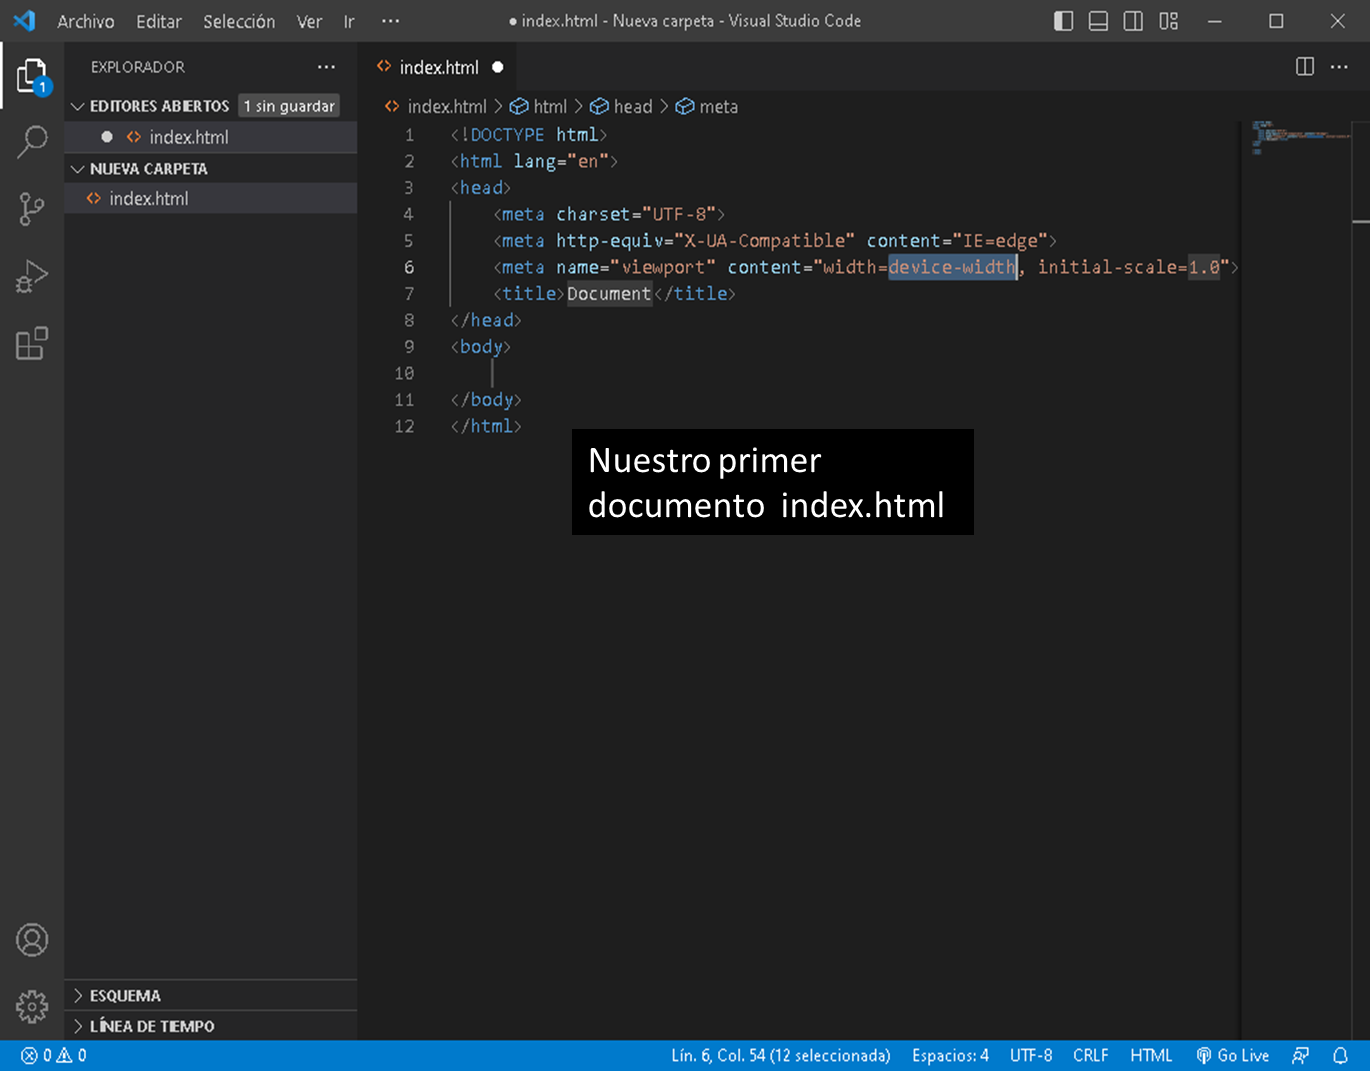 Archivo Editar Selección Ver Ir ···
● index.html - Nueva carpeta - Visual Studio Code
1
EXPLORADOR ···
EDITORES ABIERTOS 1 sin guardar
● index.html
NUEVA CARPETA
index.html
ESQUEMA
LÍNEA DE TIEMPO
index.html ●
index.html > html > head > meta
1 <!DOCTYPE html>
2 <html lang="en">
3 <head>
4 <meta charset="UTF-8">
5 <meta http-equiv="X-UA-Compatible" content="IE=edge">
6 <meta name="viewport" content="width=device-width, initial-scale=1.0">
7 <title>Document</title>
8 </head>
9 <body>
10
11 </body>
12 </html>
Nuestro primer
documento index.html
0 0 Lín. 6, Col. 54 (12 seleccionada) Espacios: 4 UTF-8 CRLF HTML Go Live